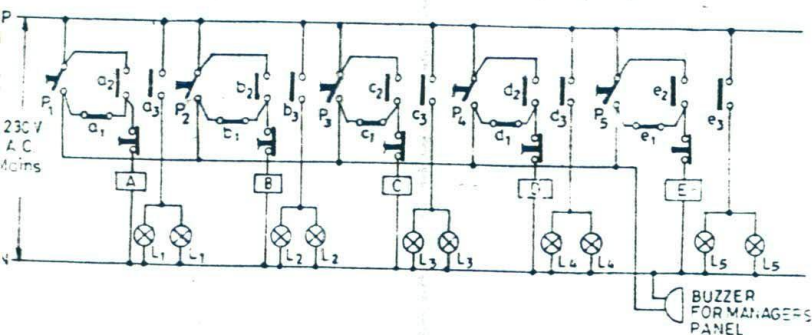 P
P1 a2 a3 P2 b2 b3 P3 c2 c3 P4 d2 d3 P5 e2 e3
a1 b1 c1 d1 e1
230V
A.C.
Mains
A B C D E
L1 L1 L2 L2 L3 L3 L4 L4 L5 L5
N
BUZZER
FOR MANAGERS
PANEL